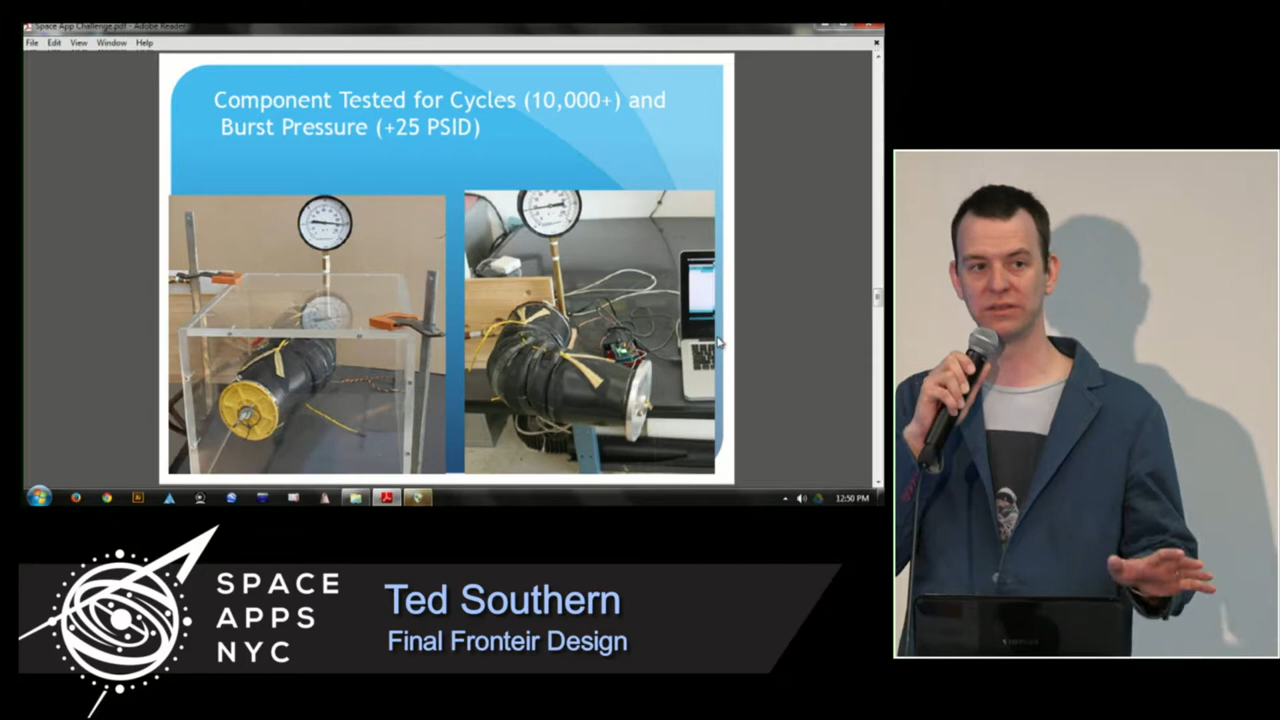 Space App Challenge.pdf - Adobe Reader
File Edit View Window Help
Component Tested for Cycles (10,000+) and
Burst Pressure (+25 PSID)
12:50 PM
SPACE
APPS
NYC
Ted Southern
Final Fronteir Design